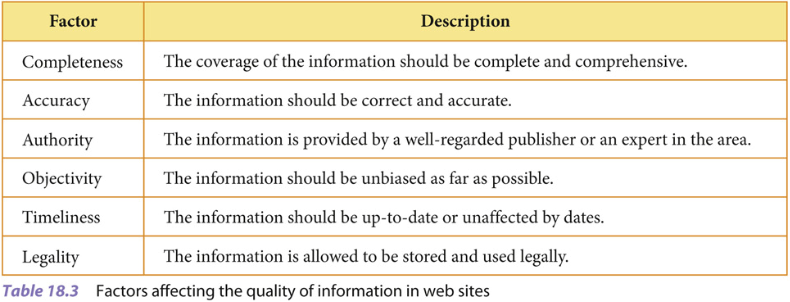 Factor Description
Completeness The coverage of the information should be complete and comprehensive.
Accuracy The information should be correct and accurate.
Authority The information is provided by a well-regarded publisher or an expert in the area.
Objectivity The information should be unbiased as far as possible.
Timeliness The information should be up-to-date or unaffected by dates.
Legality The information is allowed to be stored and used legally.
Table 18.3 Factors affecting the quality of information in web sites